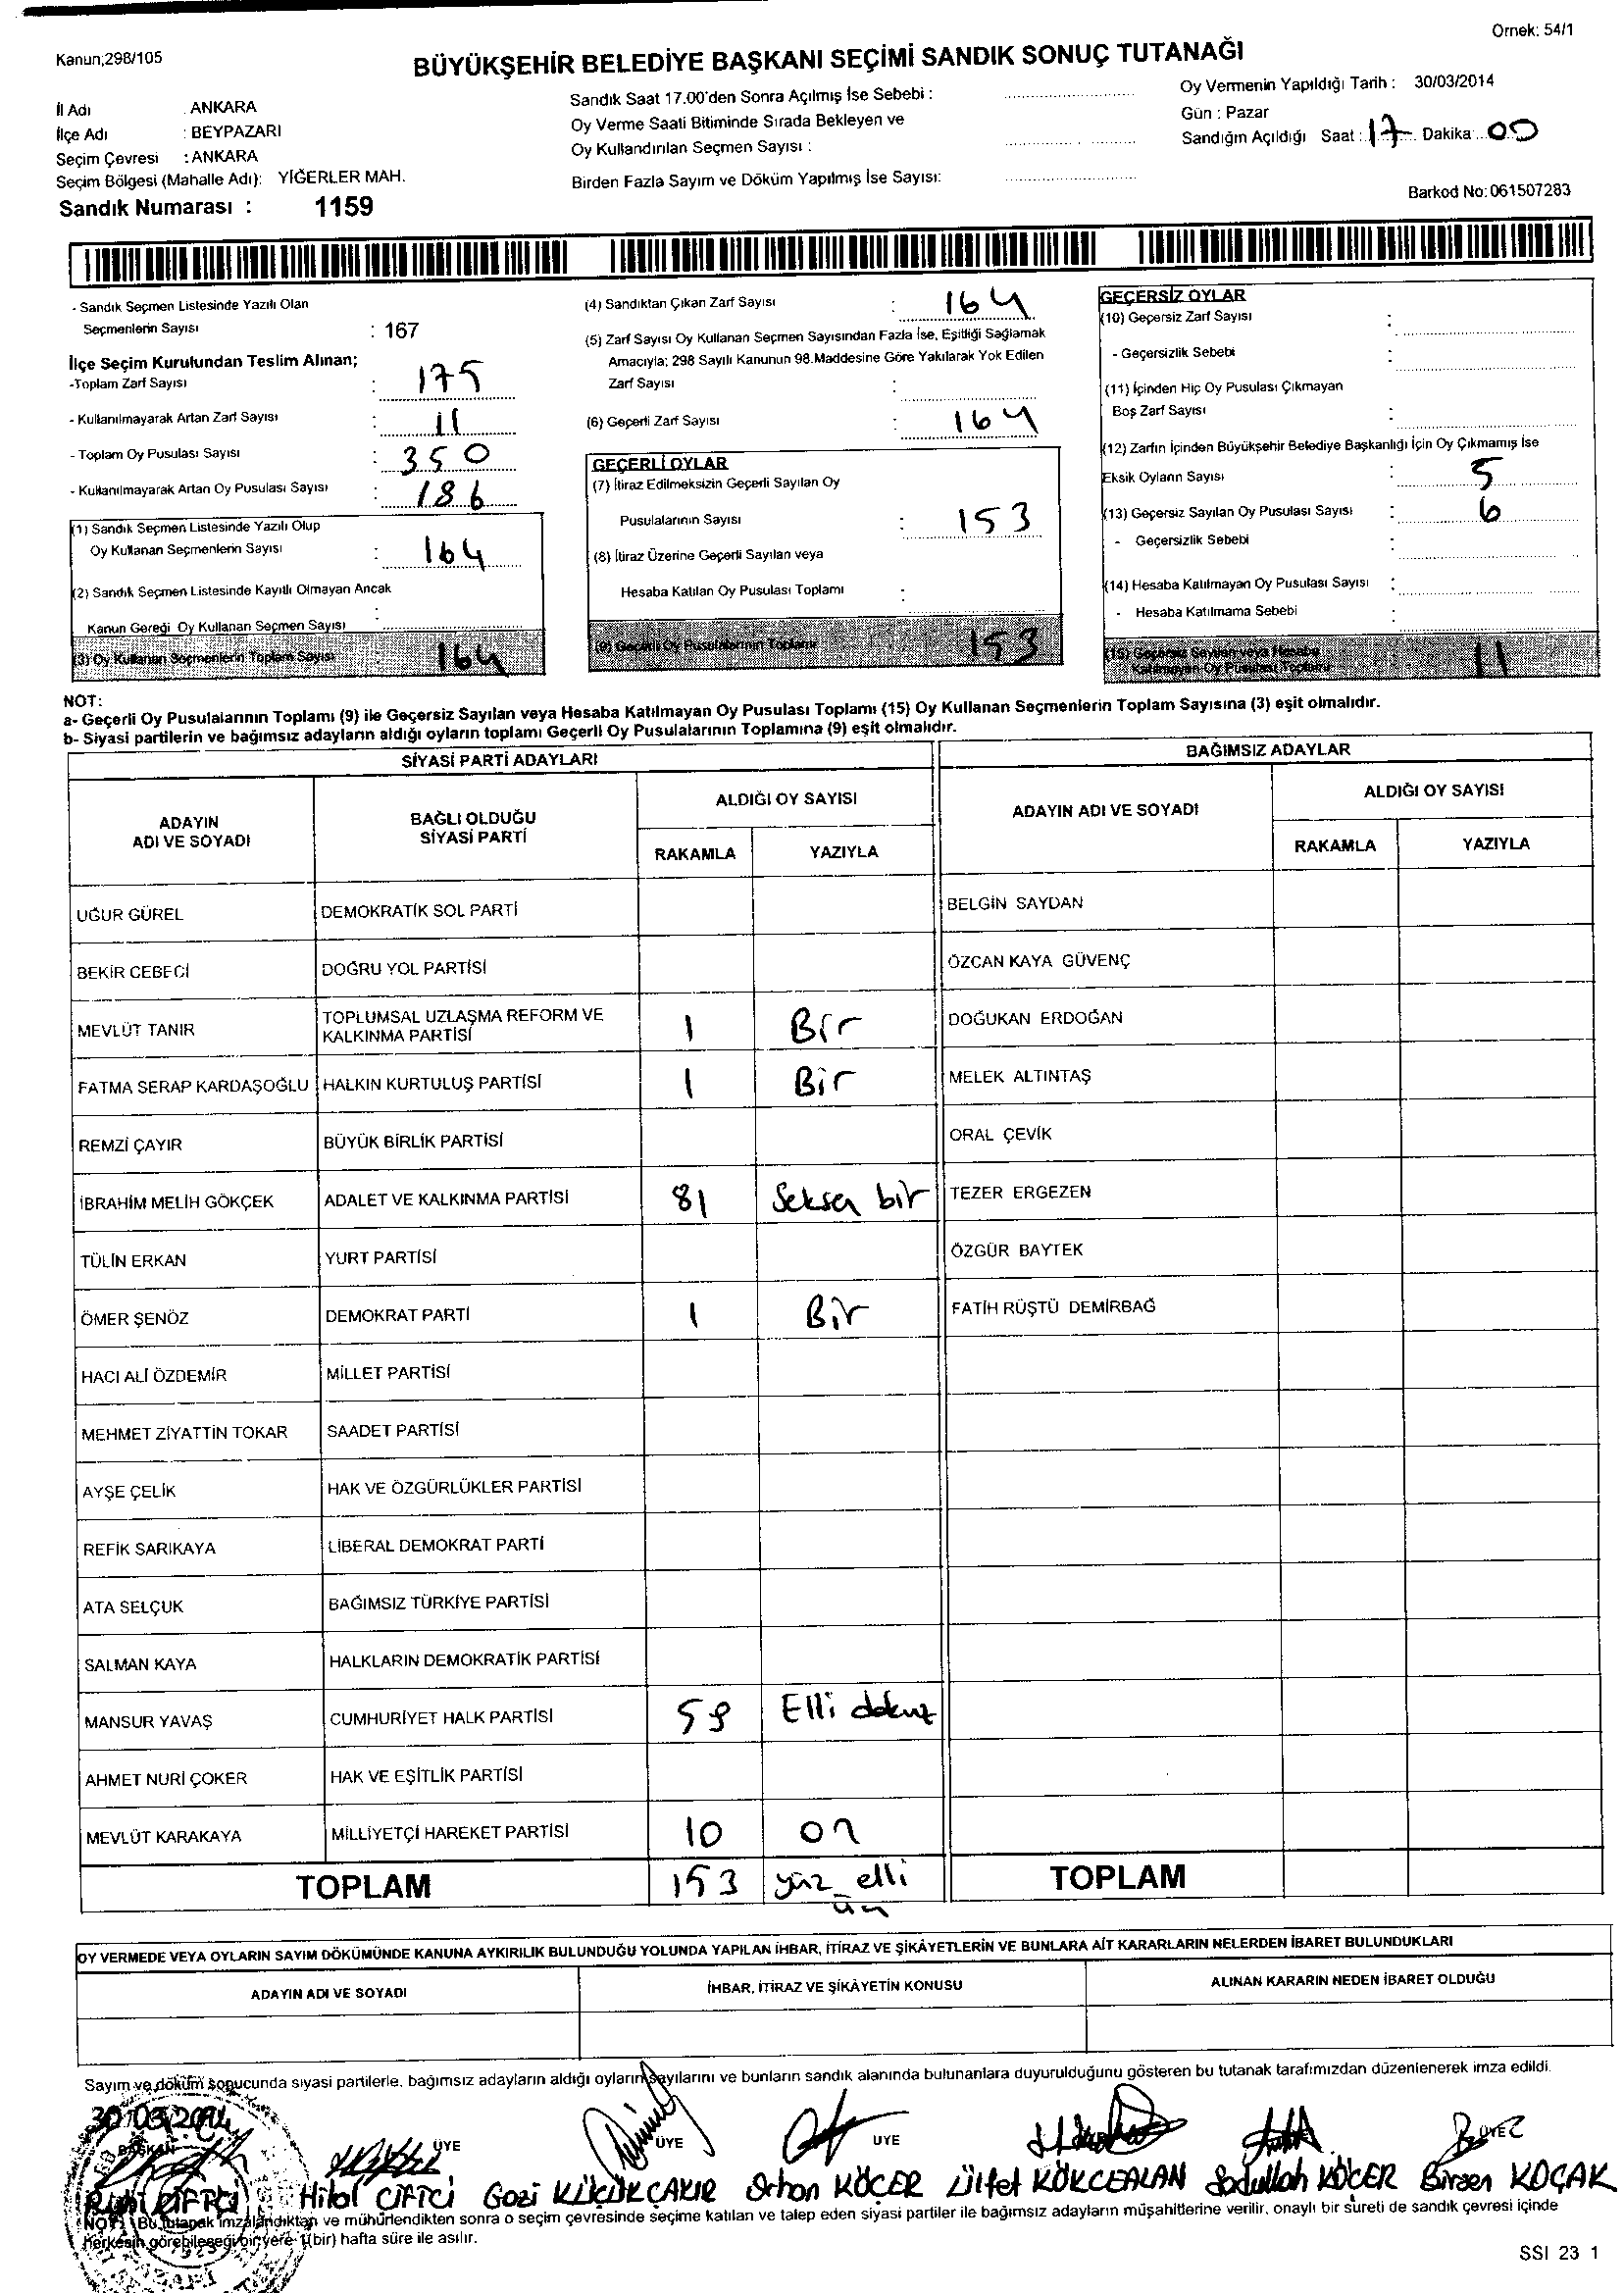 Örnek: 54/1
Kanun;298/105
BÜYÜKŞEHİR BELEDİYE BAŞKANI SEÇİMİ SANDIK SONUÇ TUTANAĞI
İl Adı : ANKARA
İlçe Adı : BEYPAZARI
Seçim Çevresi : ANKARA
Seçim Bölgesi (Mahalle Adı): YİĞERLER MAH.
Sandık Numarası : 1159
Sandık Saat 17.00'den Sonra Açılmış İse Sebebi :
Oy Verme Saati Bitiminde Sırada Bekleyen ve
Oy Kullandırılan Seçmen Sayısı :
Birden Fazla Sayım ve Döküm Yapılmış İse Sayısı:
Oy Vermenin Yapıldığı Tarih : 30/03/2014
Gün : Pazar
Sandığın Açıldığı Saat : 17 Dakika 00
Barkod No: 061507283
- Sandık Seçmen Listesinde Yazılı Olan
Seçmenlerin Sayısı : 167
İlçe Seçim Kurulundan Teslim Alınan;
-Toplam Zarf Sayısı : 175
- Kullanılmayarak Artan Zarf Sayısı : 11
- Toplam Oy Pusulası Sayısı : 350
- Kullanılmayarak Artan Oy Pusulası Sayısı : 186
(1) Sandık Seçmen Listesinde Yazılı Olup
Oy Kullanan Seçmenlerin Sayısı : 164
(2) Sandık Seçmen Listesinde Kayıtlı Olmayan Ancak
Kanun Gereği Oy Kullanan Seçmen Sayısı :
(3) Oy Kullanan Seçmenlerin Toplam Sayısı 164
(4) Sandıktan Çıkan Zarf Sayısı : 164
(5) Zarf Sayısı Oy Kullanan Seçmen Sayısından Fazla İse, Eşitliği Sağlamak
Amacıyla; 298 Sayılı Kanunun 98.Maddesine Göre Yakılarak Yok Edilen
Zarf Sayısı :
(6) Geçerli Zarf Sayısı : 164
GEÇERLİ OYLAR
(7) İtiraz Edilmeksizin Geçerli Sayılan Oy
Pusulalarının Sayısı : 153
(8) İtiraz Üzerine Geçerli Sayılan veya
Hesaba Katılan Oy Pusulası Toplamı :
(9) Geçerli Oy Pusulalarının Toplamı 153
GEÇERSİZ OYLAR
(10) Geçersiz Zarf Sayısı :
- Geçersizlik Sebebi :
(11) İçinden Hiç Oy Pusulası Çıkmayan
Boş Zarf Sayısı :
(12) Zarfın İçinden Büyükşehir Belediye Başkanlığı İçin Oy Çıkmamış İse
Eksik Oyların Sayısı : 5
(13) Geçersiz Sayılan Oy Pusulası Sayısı : 6
- Geçersizlik Sebebi :
(14) Hesaba Katılmayan Oy Pusulası Sayısı :
- Hesaba Katılmama Sebebi :
(15) Geçersiz Sayılan veya Hesaba
Katılmayan Oy Pusulası Toplamı 11
NOT:
a- Geçerli Oy Pusulalarının Toplamı (9) ile Geçersiz Sayılan veya Hesaba Katılmayan Oy Pusulası Toplamı (15) Oy Kullanan Seçmenlerin Toplam Sayısına (3) eşit olmalıdır.
b- Siyasi partilerin ve bağımsız adayların aldığı oyların toplamı Geçerli Oy Pusulalarının Toplamına (9) eşit olmalıdır.
SİYASİ PARTİ ADAYLARI
BAĞIMSIZ ADAYLAR
ADAYIN
ADI VE SOYADI
BAĞLI OLDUĞU
SİYASİ PARTİ
ALDIĞI OY SAYISI
RAKAMLA YAZIYLA
ADAYIN ADI VE SOYADI
ALDIĞI OY SAYISI
RAKAMLA YAZIYLA
UĞUR GÜREL DEMOKRATİK SOL PARTİ BELGİN SAYDAN
BEKİR CEBECİ DOĞRU YOL PARTİSİ ÖZCAN KAYA GÜVENÇ
MEVLÜT TANIR TOPLUMSAL UZLAŞMA REFORM VE
KALKINMA PARTİSİ 1 Bir DOĞUKAN ERDOĞAN
FATMA SERAP KARDAŞOĞLU HALKIN KURTULUŞ PARTİSİ 1 Bir MELEK ALTINTAŞ
REMZİ ÇAYIR BÜYÜK BİRLİK PARTİSİ ORAL ÇEVİK
İBRAHİM MELİH GÖKÇEK ADALET VE KALKINMA PARTİSİ 81 Seksen bir TEZER ERGEZEN
TÜLİN ERKAN YURT PARTİSİ ÖZGÜR BAYTEK
ÖMER ŞENÖZ DEMOKRAT PARTİ 1 Bir FATİH RÜŞTÜ DEMİRBAĞ
HACI ALİ ÖZDEMİR MİLLET PARTİSİ
MEHMET ZİYATTİN TOKAR SAADET PARTİSİ
AYŞE ÇELİK HAK VE ÖZGÜRLÜKLER PARTİSİ
REFİK SARIKAYA LİBERAL DEMOKRAT PARTİ
ATA SELÇUK BAĞIMSIZ TÜRKİYE PARTİSİ
SALMAN KAYA HALKLARIN DEMOKRATİK PARTİSİ
MANSUR YAVAŞ CUMHURİYET HALK PARTİSİ 59 Elli dokuz
AHMET NURİ ÇOKER HAK VE EŞİTLİK PARTİSİ
MEVLÜT KARAKAYA MİLLİYETÇİ HAREKET PARTİSİ 10 on
TOPLAM 153 yüz elli
üç
TOPLAM
OY VERMEDE VEYA OYLARIN SAYIM DÖKÜMÜNDE KANUNA AYKIRILIK BULUNDUĞU YOLUNDA YAPILAN İHBAR, İTİRAZ VE ŞİKÂYETLERİN VE BUNLARA AİT KARARLARIN NELERDEN İBARET BULUNDUKLARI
ADAYIN ADI VE SOYADI
İHBAR, İTİRAZ VE ŞİKÂYETİN KONUSU
ALINAN KARARIN NEDEN İBARET OLDUĞU
Sayım ve döküm sonucunda siyasi partilerle, bağımsız adayların aldığı oyların sayılarını ve bunların sandık alanında bulunanlara duyurulduğunu gösteren bu tutanak tarafımızdan düzenlenerek imza edildi.
30/03/2014
BAŞKAN ÜYE ÜYE ÜYE ÜYE
ÇİFTÇİ Hilal ÇİFTÇİ Gazi KÜÇÜKÇAKIR Orhan KÖÇER Ülfet KÖKCEALAN Sadullah KÖÇER Birsen KOÇAK
NOT: Bu tutanak imzalandıktan ve mühürlendikten sonra o seçim çevresinde seçime katılan ve talep eden siyasi partiler ile bağımsız adayların müşahitlerine verilir, onaylı bir sureti de sandık çevresi içinde
herkesin görebileceği bir yere 1(bir) hafta süre ile asılır.
SSI 23 1